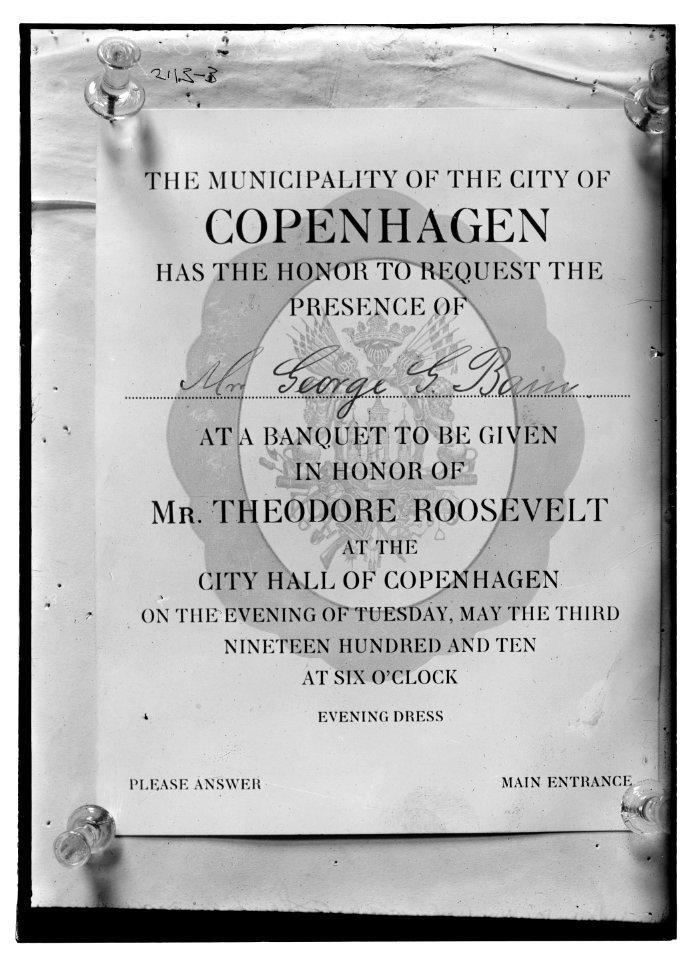 2113-B
THE MUNICIPALITY OF THE CITY OF
COPENHAGEN
HAS THE HONOR TO REQUEST THE
PRESENCE OF
Mr George G Bain
AT A BANQUET TO BE GIVEN
IN HONOR OF
MR. THEODORE ROOSEVELT
AT THE
CITY HALL OF COPENHAGEN
ON THE EVENING OF TUESDAY, MAY THE THIRD
NINETEEN HUNDRED AND TEN
AT SIX O'CLOCK
EVENING DRESS
PLEASE ANSWER
MAIN ENTRANCE